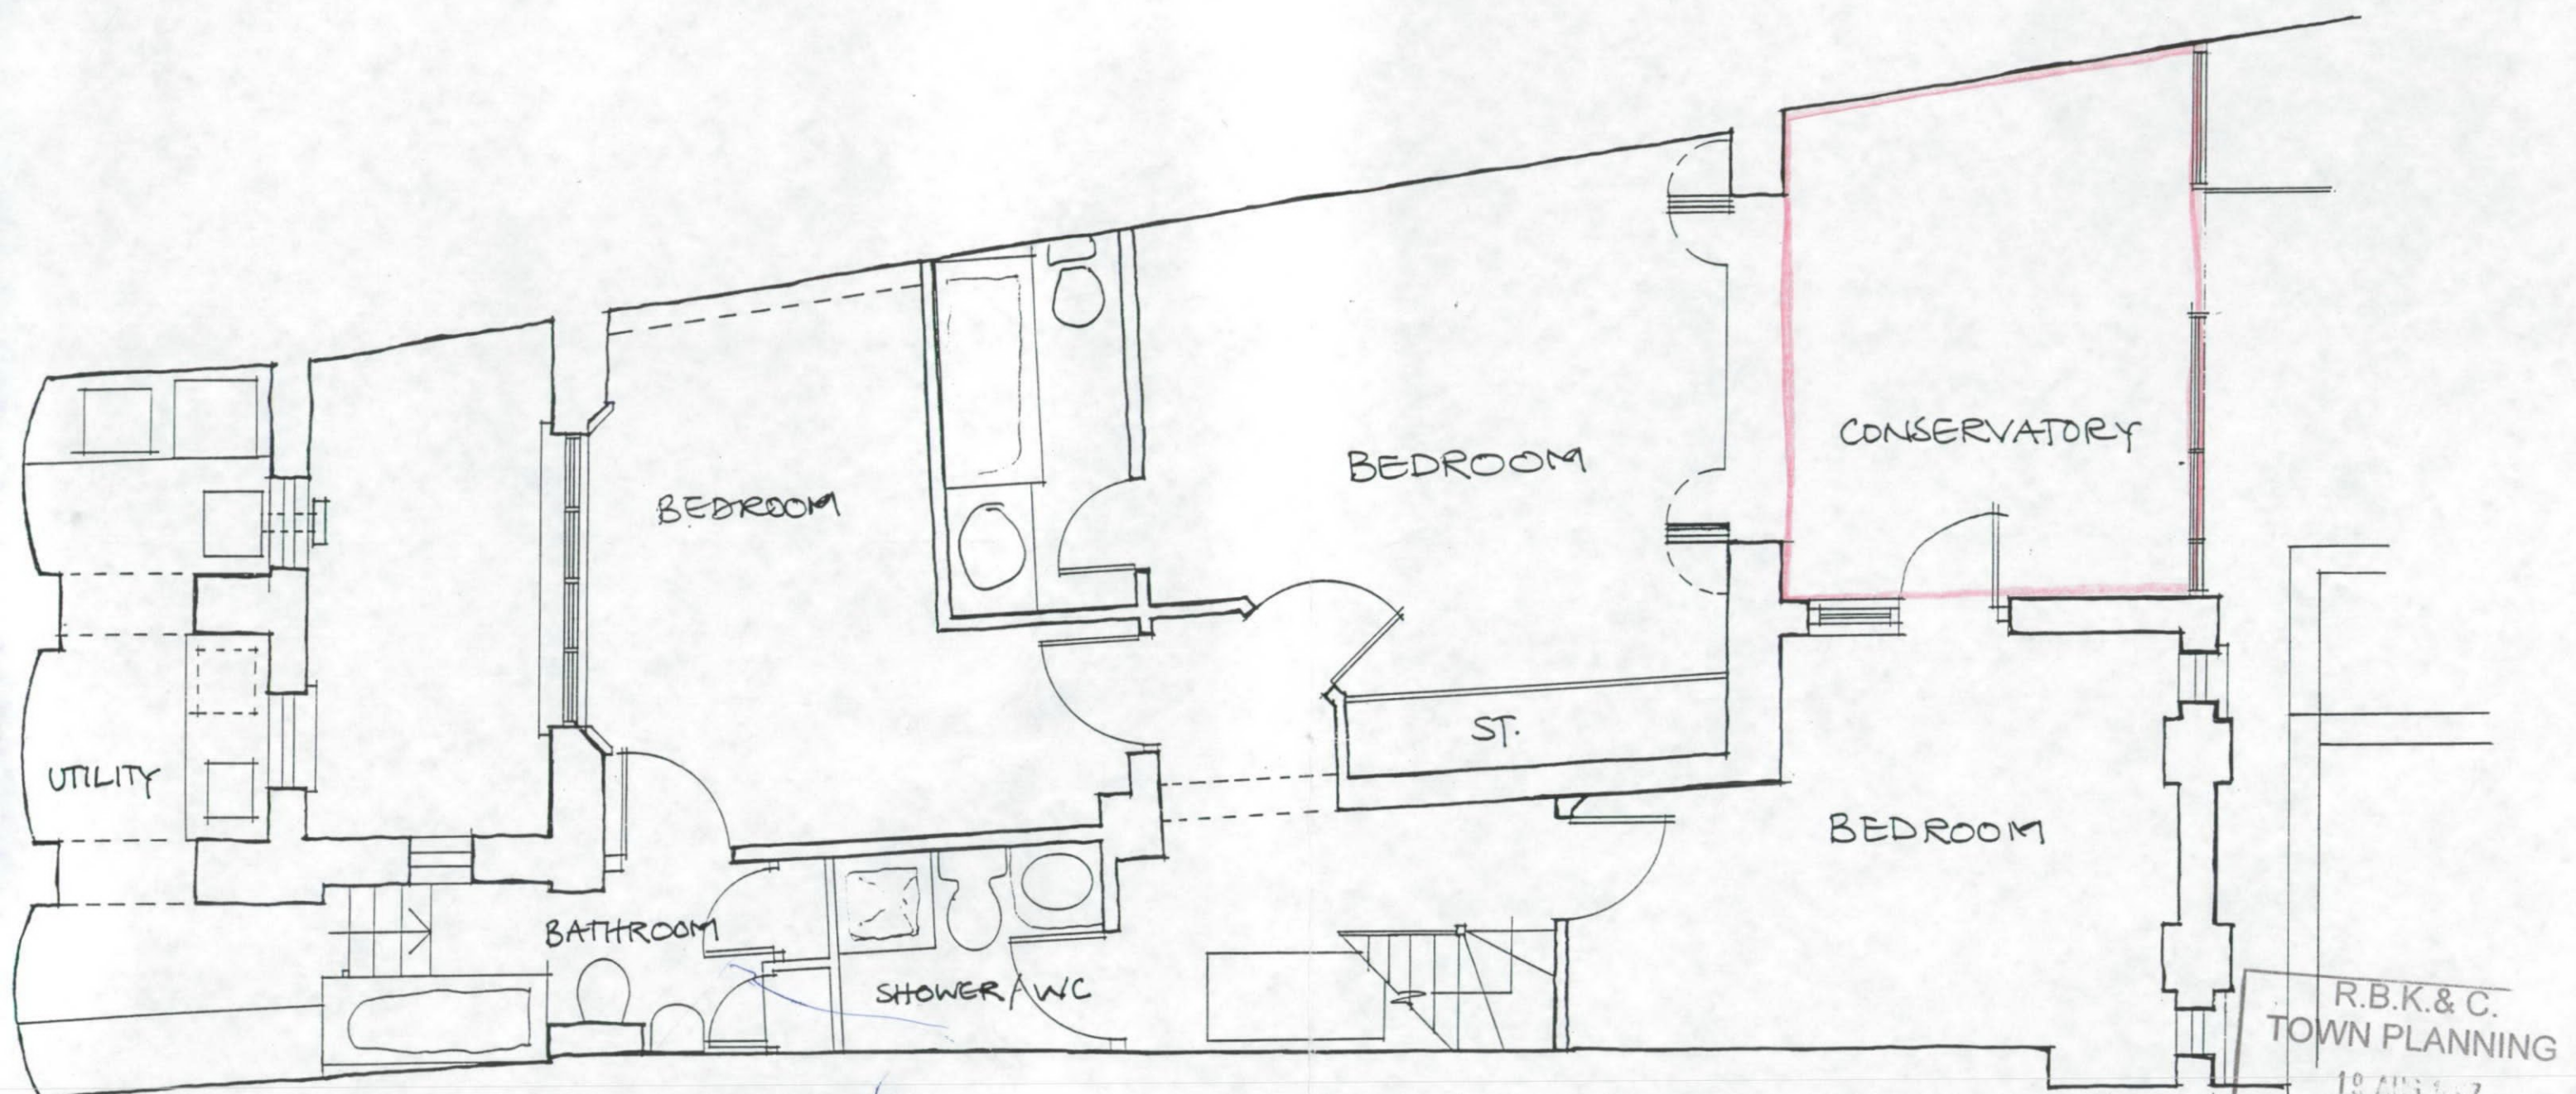 CONSERVATORY
BEDROOM
BEDROOM
ST.
UTILITY
BEDROOM
BATHROOM
SHOWER/WC
R.B.K.& C.
TOWN PLANNING